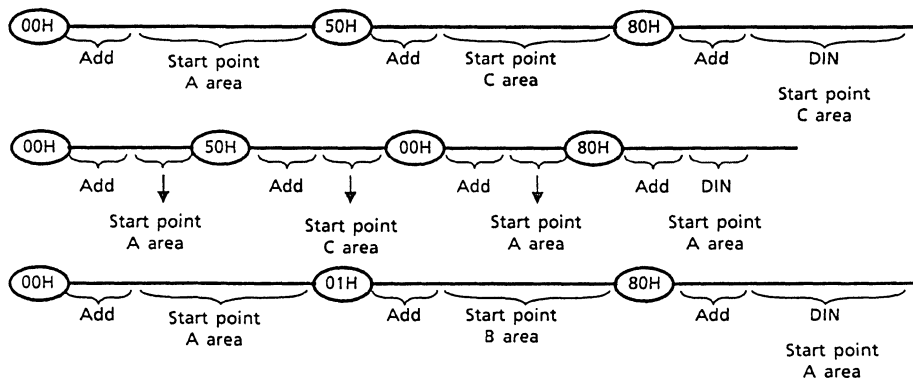 00H 50H 80H
Add Start point Add Start point Add DIN
A area C area
Start point
C area
00H 50H 00H 80H
Add Add Add Add DIN
Start point Start point Start point Start point
A area C area A area A area
00H 01H 80H
Add Start point Add Start point Add DIN
A area B area
Start point
A area